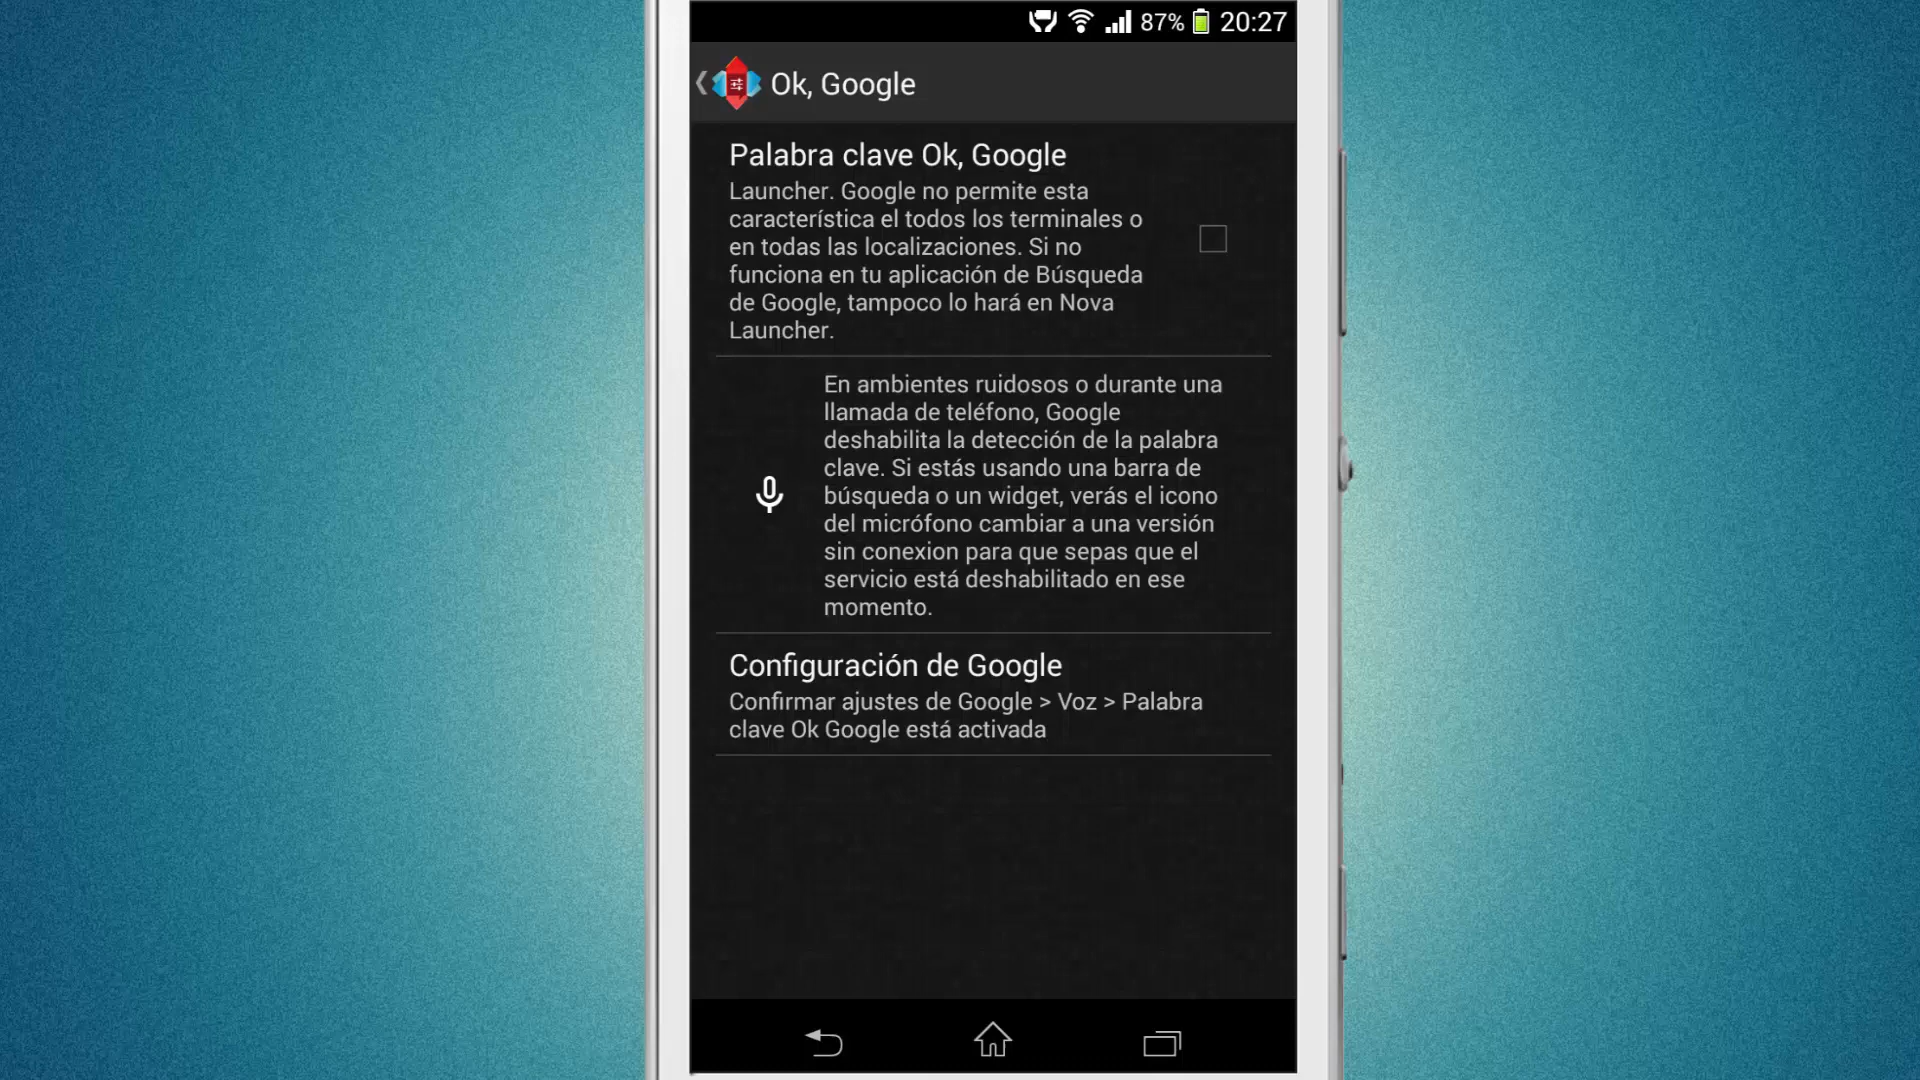 87% 20:27
Ok, Google
Palabra clave Ok, Google
Launcher. Google no permite esta
característica el todos los terminales o
en todas las localizaciones. Si no
funciona en tu aplicación de Búsqueda
de Google, tampoco lo hará en Nova
Launcher.
En ambientes ruidosos o durante una
llamada de teléfono, Google
deshabilita la detección de la palabra
clave. Si estás usando una barra de
búsqueda o un widget, verás el icono
del micrófono cambiar a una versión
sin conexion para que sepas que el
servicio está deshabilitado en ese
momento.
Configuración de Google
Confirmar ajustes de Google > Voz > Palabra
clave Ok Google está activada